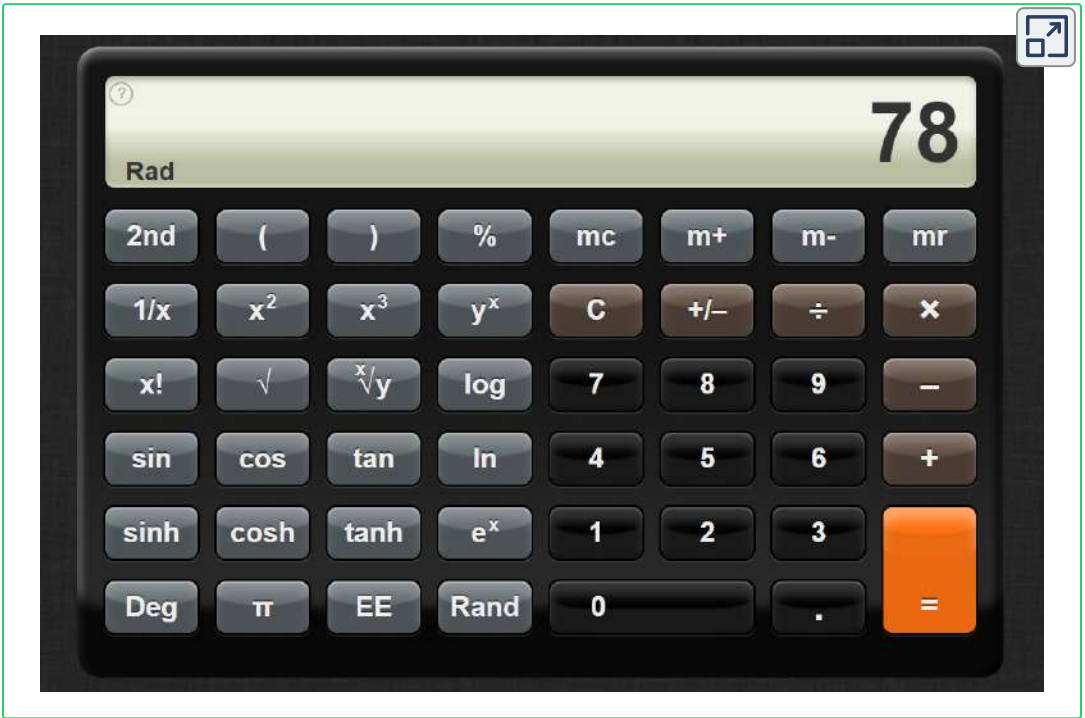 ?
78
Rad
2nd ( ) % mc m+ m- mr
1/x x² x³ yˣ C +/– ÷ ×
x! √ ˣ√y log 7 8 9 –
sin cos tan ln 4 5 6 +
sinh cosh tanh eˣ 1 2 3
Deg π EE Rand 0 . =